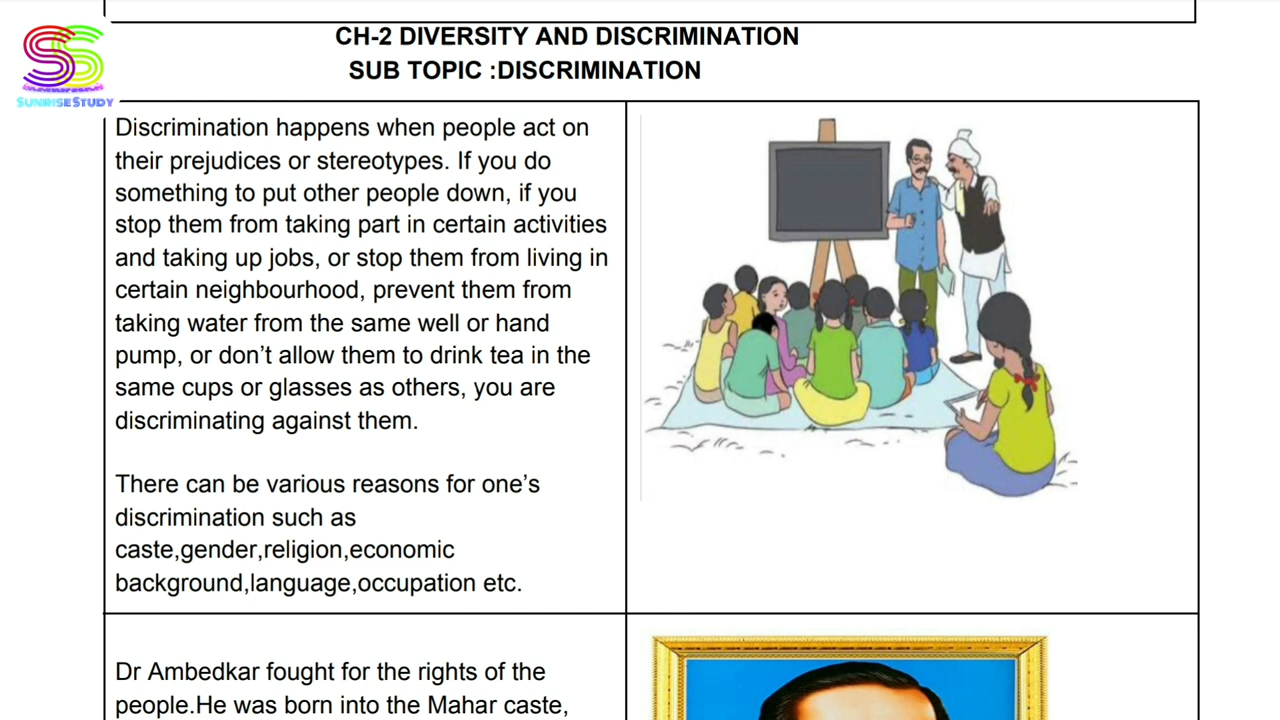 SS
SUNRISE STUDY
CH-2 DIVERSITY AND DISCRIMINATION
SUB TOPIC :DISCRIMINATION
Discrimination happens when people act on
their prejudices or stereotypes. If you do
something to put other people down, if you
stop them from taking part in certain activities
and taking up jobs, or stop them from living in
certain neighbourhood, prevent them from
taking water from the same well or hand
pump, or don’t allow them to drink tea in the
same cups or glasses as others, you are
discriminating against them.
There can be various reasons for one’s
discrimination such as
caste,gender,religion,economic
background,language,occupation etc.
Dr Ambedkar fought for the rights of the
people.He was born into the Mahar caste,